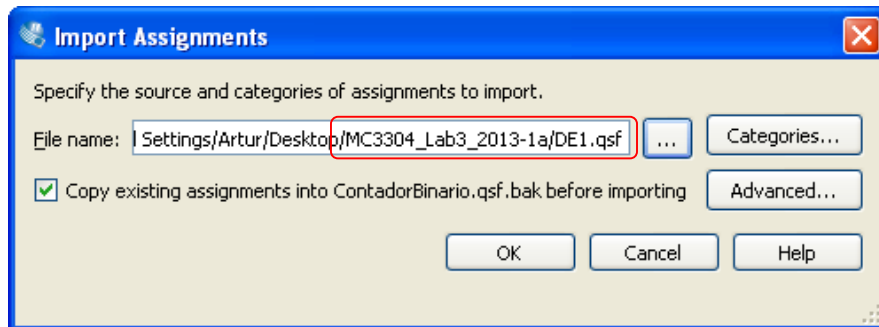 Import Assignments
Specify the source and categories of assignments to import.
File name: l Settings/Artur/Desktop/MC3304_Lab3_2013-1a/DE1.qsf ... Categories...
Copy existing assignments into ContadorBinario.qsf.bak before importing Advanced...
OK Cancel Help